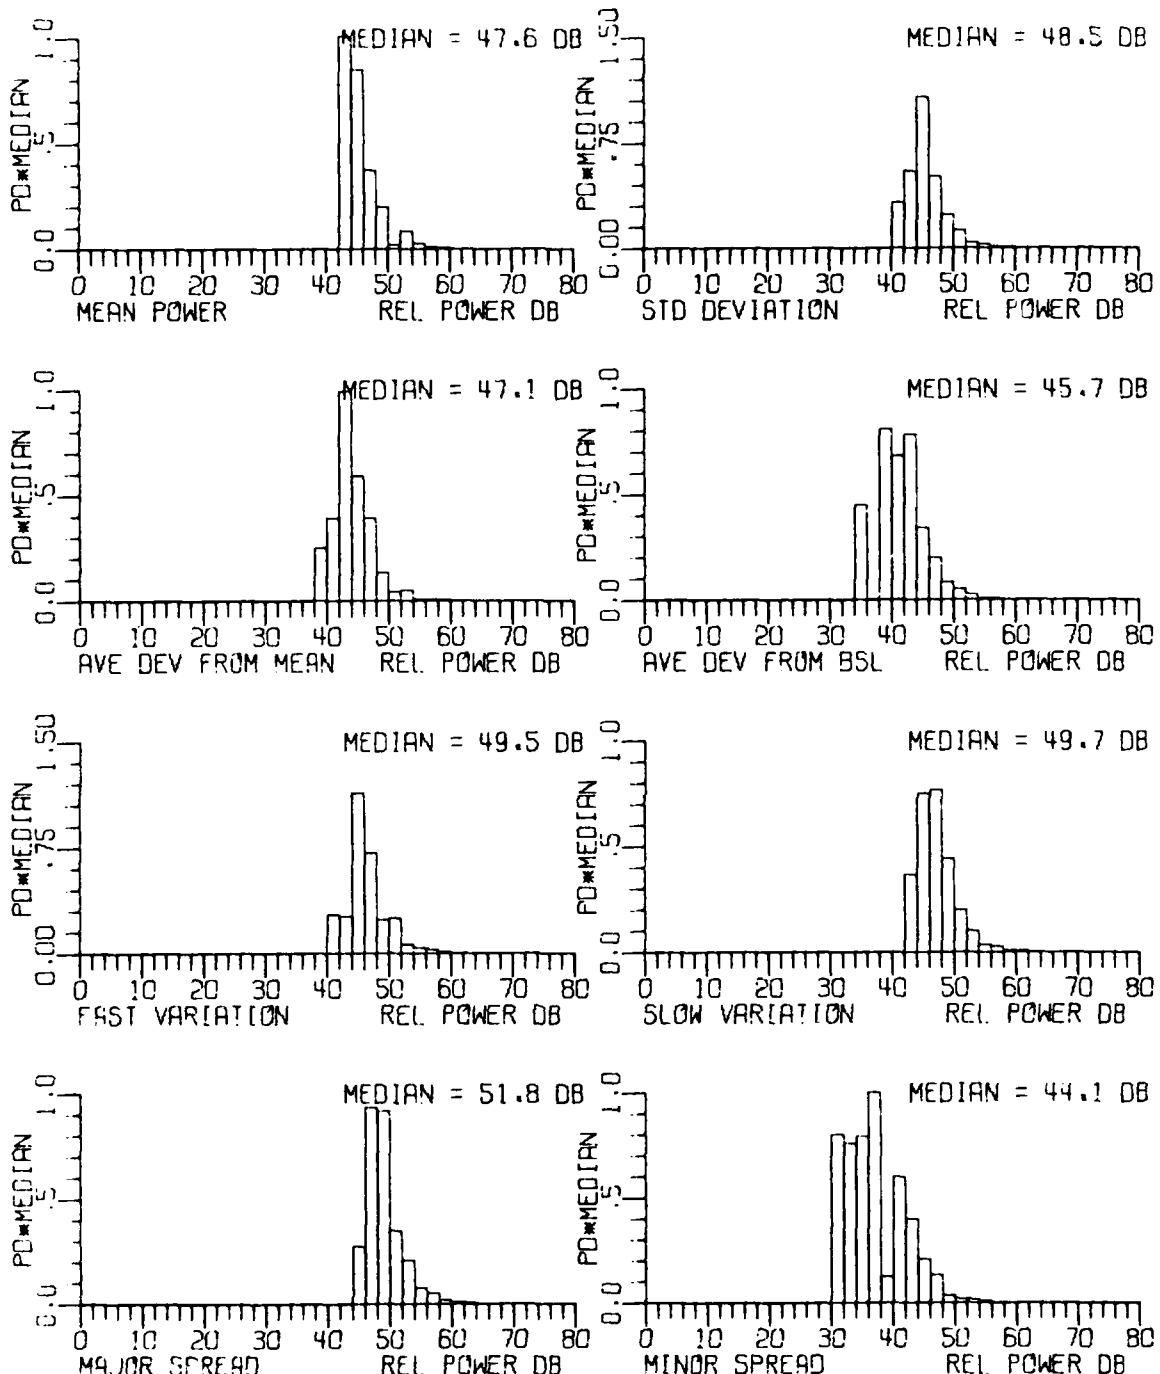 MEDIAN = 47.6 DB
PD*MEDIAN
1.0
.5
0.0
0 10 20 30 40 50 60 70 80
MEAN POWER REL POWER DB
MEDIAN = 48.5 DB
PD*MEDIAN
1.50
.75
0.00
0 10 20 30 40 50 60 70 80
STD DEVIATION REL POWER DB
MEDIAN = 47.1 DB
PD*MEDIAN
1.0
.5
0.0
0 10 20 30 40 50 60 70 80
AVE DEV FROM MEAN REL POWER DB
MEDIAN = 45.7 DB
PD*MEDIAN
1.0
.5
0.0
0 10 20 30 40 50 60 70 80
AVE DEV FROM BSL REL POWER DB
MEDIAN = 49.5 DB
PD*MEDIAN
1.50
.75
0.00
0 10 20 30 40 50 60 70 80
FAST VARIATION REL POWER DB
MEDIAN = 49.7 DB
PD*MEDIAN
1.0
.5
0.0
0 10 20 30 40 50 60 70 80
SLOW VARIATION REL POWER DB
MEDIAN = 51.8 DB
PD*MEDIAN
1.0
.5
0.0
0 10 20 30 40 50 60 70 80
MAJOR SPREAD REL POWER DB
MEDIAN = 44.1 DB
PD*MEDIAN
1.0
.5
0.0
0 10 20 30 40 50 60 70 80
MINOR SPREAD REL POWER DB